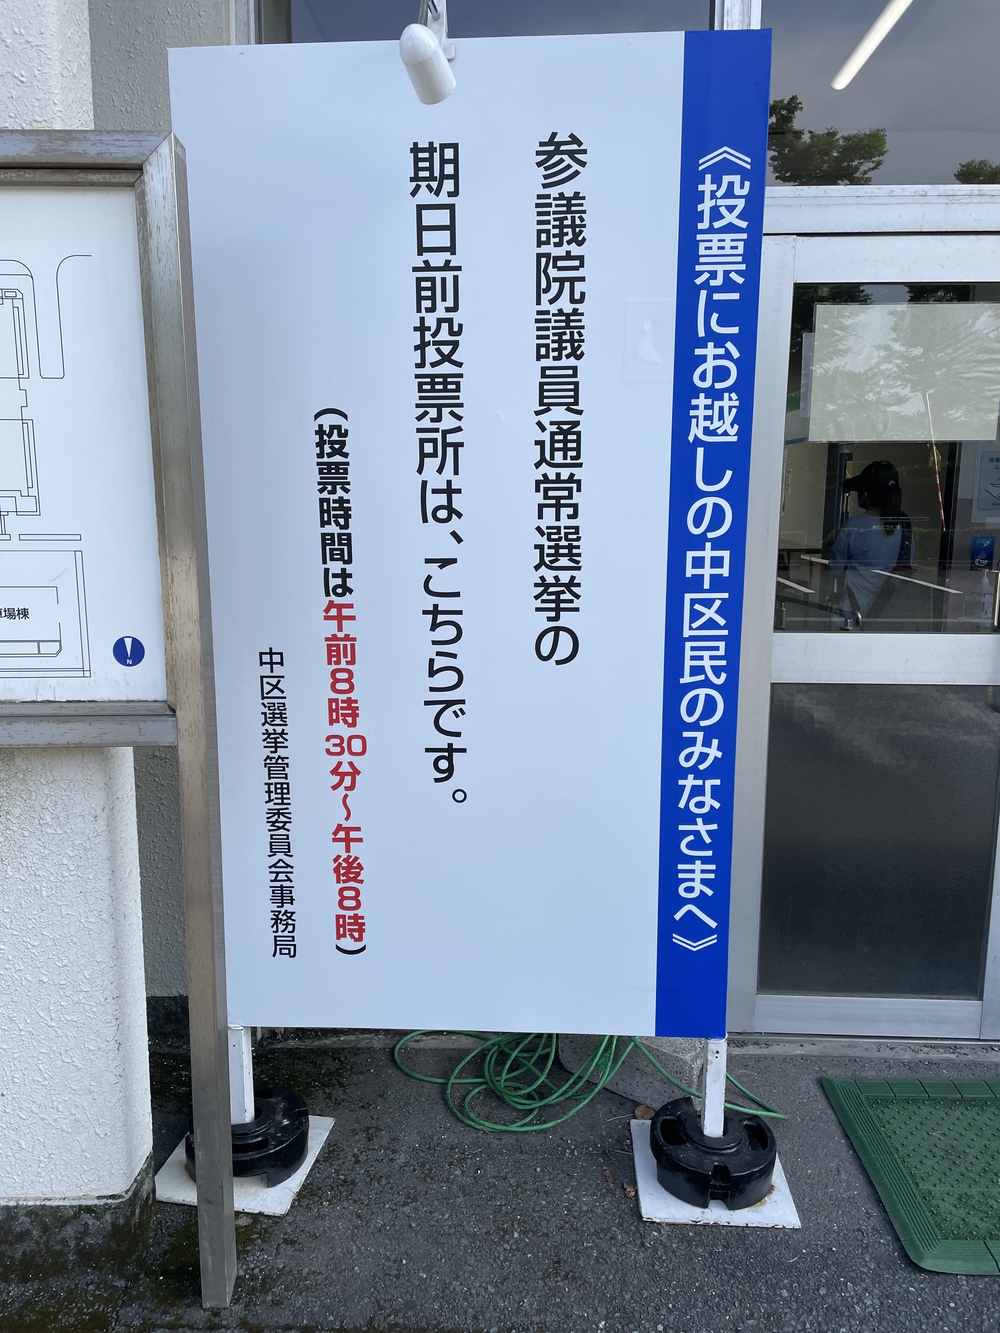 《投票にお越しの中区民のみなさまへ》
参議院議員通常選挙の
期日前投票所は、こちらです。
(投票時間は午前8時30分～午後8時)
中区選挙管理委員会事務局
場棟
N